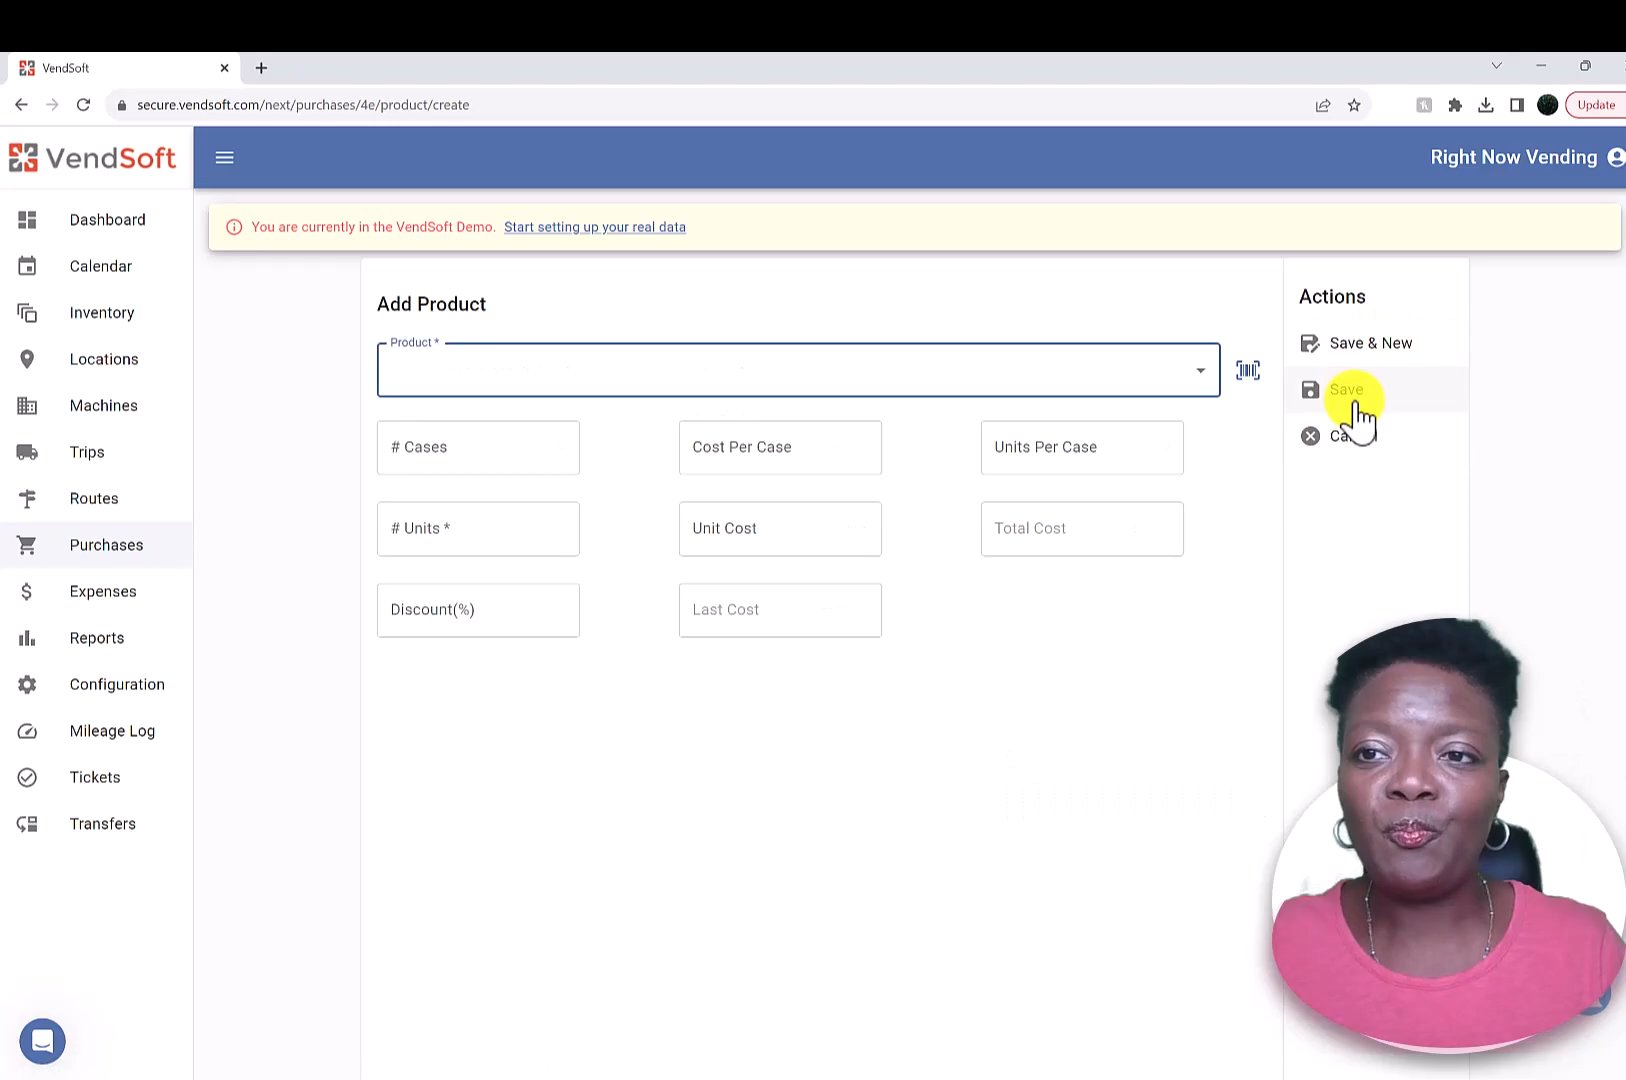 VendSoft
secure.vendsoft.com/next/purchases/4e/product/create
Update
VendSoft
Right Now Vending
You are currently in the VendSoft Demo. Start setting up your real data
Dashboard
Calendar
Inventory
Locations
Machines
Trips
Routes
Purchases
Expenses
Reports
Configuration
Mileage Log
Tickets
Transfers
Add Product
Product *
# Cases
Cost Per Case
Units Per Case
# Units *
Unit Cost
Total Cost
Discount(%)
Last Cost
Actions
Save & New
Save